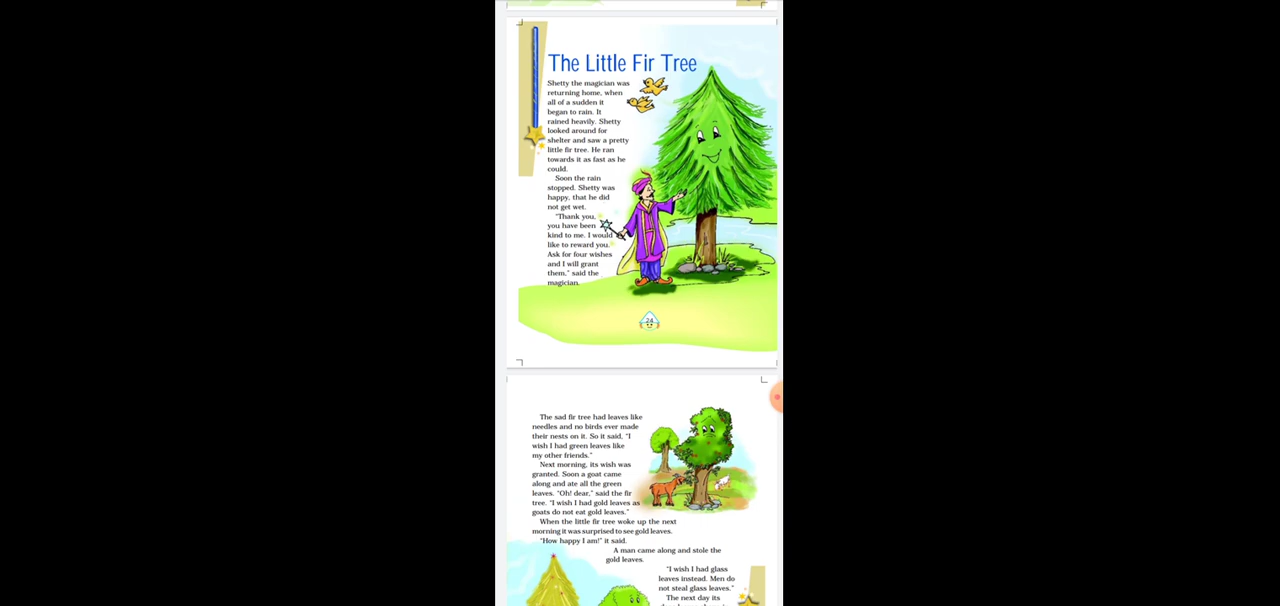 The Little Fir Tree
Shetty the magician was
returning home, when
all of a sudden it
began to rain. It
rained heavily. Shetty
looked around for
shelter and saw a pretty
little fir tree. He ran
towards it as fast as he
could.
Soon the rain
stopped. Shetty was
happy, that he did
not get wet.
"Thank you,
you have been
kind to me. I would
like to reward you.
Ask for four wishes
and I will grant
them," said the
magician.
24
The sad fir tree had leaves like
needles and no birds ever made
their nests on it. So it said, "I
wish I had green leaves like
my other friends."
Next morning, its wish was
granted. Soon a goat came
along and ate all the green
leaves. "Oh! dear," said the fir
tree. "I wish I had gold leaves as
goats do not eat gold leaves."
When the little fir tree woke up the next
morning it was surprised to see gold leaves.
"How happy I am!" it said.
A man came along and stole the
gold leaves.
"I wish I had glass
leaves instead. Men do
not steal glass leaves."
The next day its